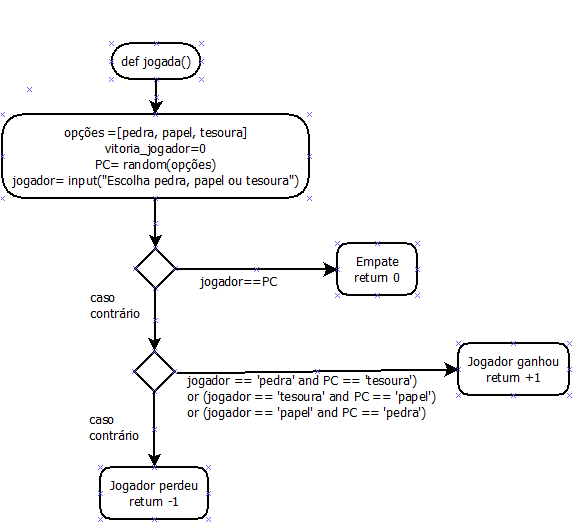 def jogada()
opções =[pedra, papel, tesoura]
vitoria_jogador=0
PC= random(opções)
jogador= input("Escolha pedra, papel ou tesoura")
Empate
return 0
jogador==PC
caso
contrário
Jogador ganhou
return +1
jogador == 'pedra' and PC == 'tesoura')
or (jogador == 'tesoura' and PC == 'papel')
or (jogador == 'papel' and PC == 'pedra')
caso
contrário
Jogador perdeu
return -1